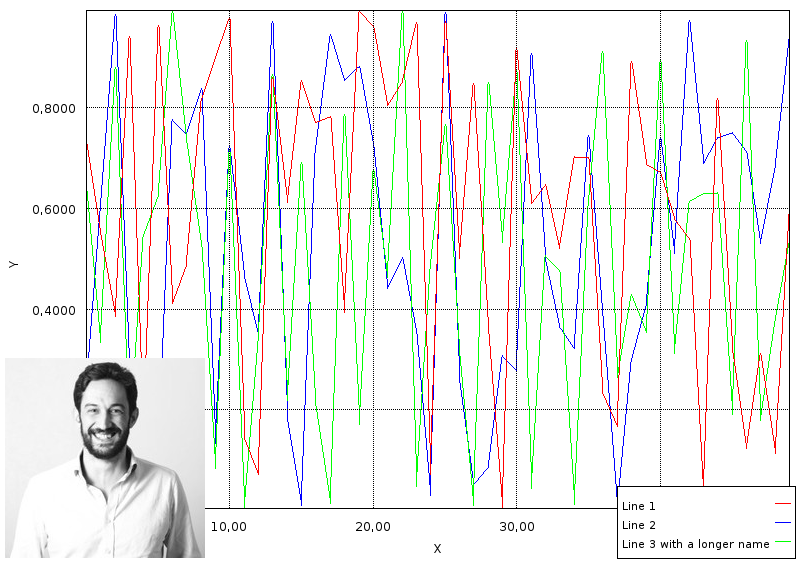 0,8000
0,6000
Y
0,4000
10,00
20,00
30,00
X
Line 1
Line 2
Line 3 with a longer name